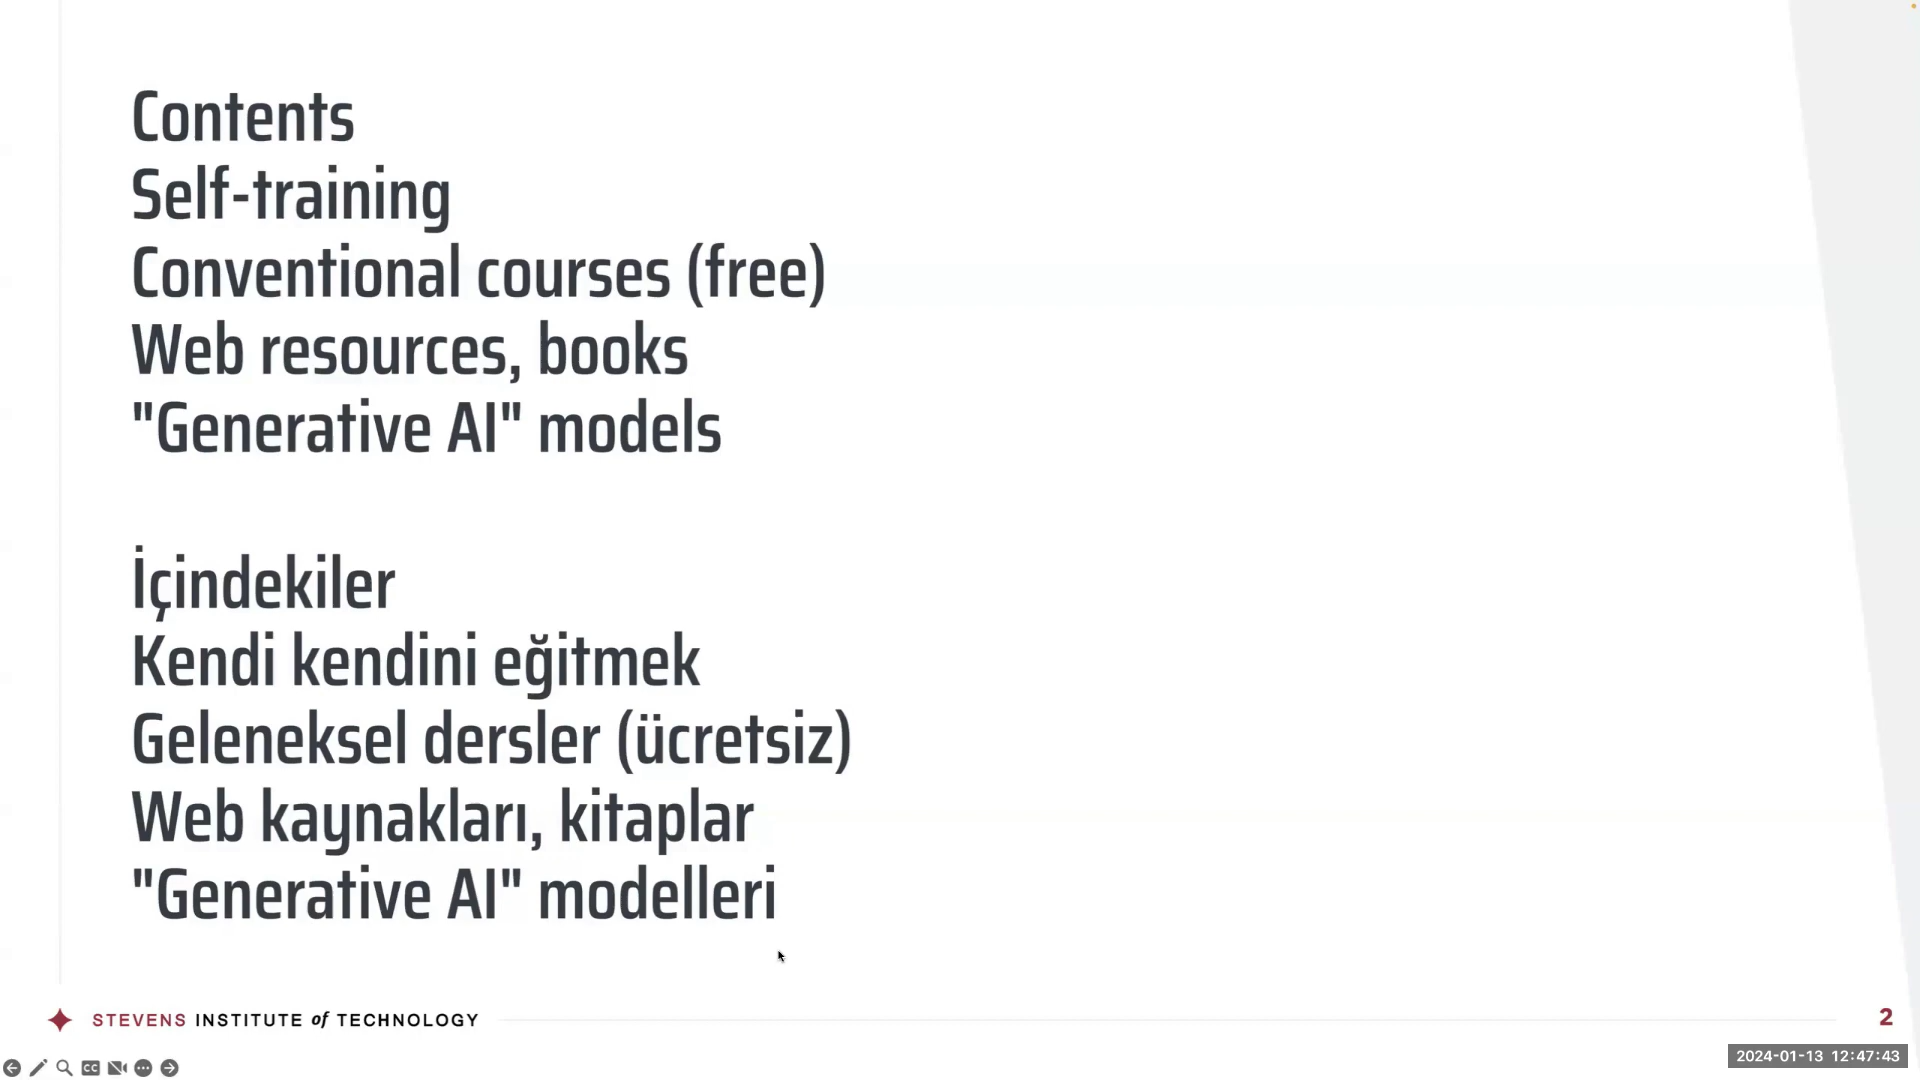 Contents
Self-training
Conventional courses (free)
Web resources, books
"Generative AI" models
İçindekiler
Kendi kendini eğitmek
Geleneksel dersler (ücretsiz)
Web kaynakları, kitaplar
"Generative AI" modelleri
STEVENS INSTITUTE of TECHNOLOGY
2
CC
2024-01-13 12:47:43